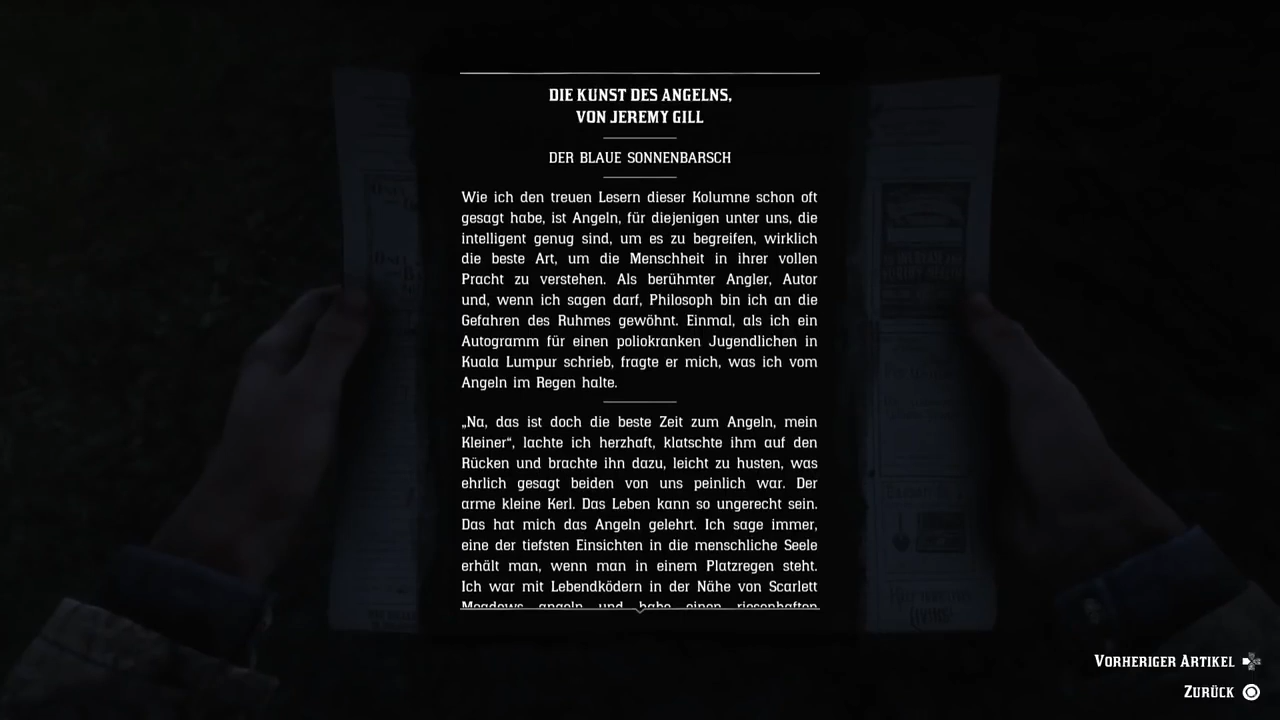 DIE KUNST DES ANGELNS,
VON JEREMY GILL
DER BLAUE SONNENBARSCH
Wie ich den treuen Lesern dieser Kolumne schon oft
gesagt habe, ist Angeln, für diejenigen unter uns, die
intelligent genug sind, um es zu begreifen, wirklich
die beste Art, um die Menschheit in ihrer vollen
Pracht zu verstehen. Als berühmter Angler, Autor
und, wenn ich sagen darf, Philosoph bin ich an die
Gefahren des Ruhmes gewöhnt. Einmal, als ich ein
Autogramm für einen poliokranken Jugendlichen in
Kuala Lumpur schrieb, fragte er mich, was ich vom
Angeln im Regen halte.
„Na, das ist doch die beste Zeit zum Angeln, mein
Kleiner“, lachte ich herzhaft, klatschte ihm auf den
Rücken und brachte ihn dazu, leicht zu husten, was
ehrlich gesagt beiden von uns peinlich war. Der
arme kleine Kerl. Das Leben kann so ungerecht sein.
Das hat mich das Angeln gelehrt. Ich sage immer,
eine der tiefsten Einsichten in die menschliche Seele
erhält man, wenn man in einem Platzregen steht.
Ich war mit Lebendködern in der Nähe von Scarlett
Meadows angeln und habe einen riesenhaften
VORHERIGER ARTIKEL
ZURÜCK